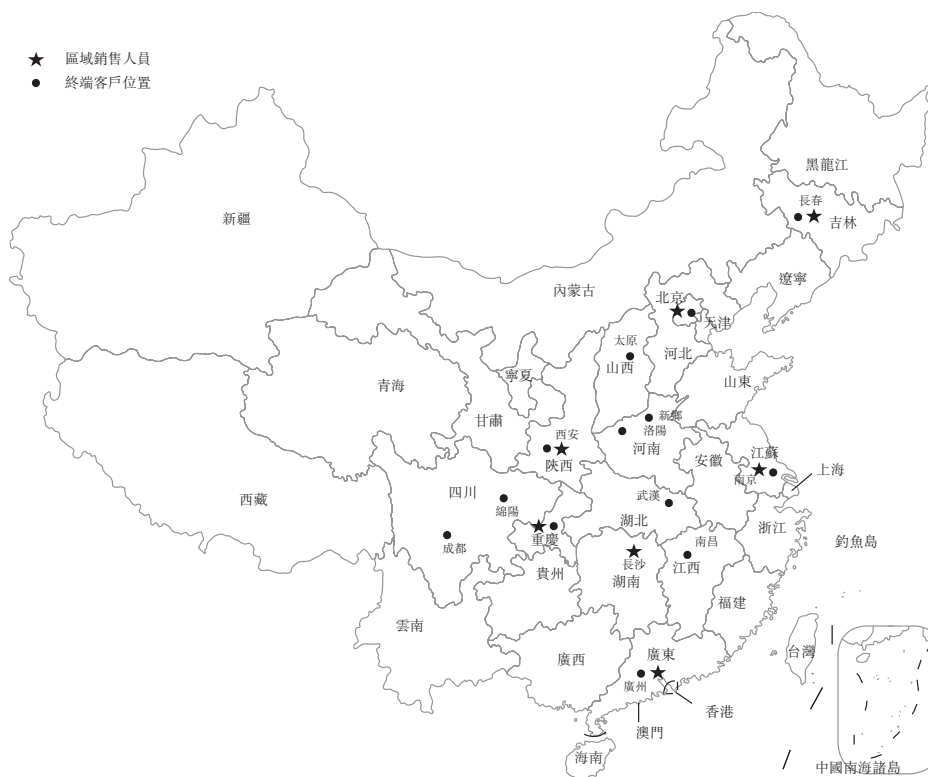 區域銷售人員
終端客戶位置
黑龍江
長春
吉林
新疆
遼寧
內蒙古
北京
天津
太原
河北
山西
寧夏
山東
青海
新鄉
甘肅
洛陽
西安
河南
江蘇
安徽
陝西
上海
南京
四川
武漢
西藏
綿陽
湖北
浙江
重慶
南昌
釣魚島
成都
長沙
江西
貴州
湖南
福建
雲南
台灣
廣東
廣西
廣州
香港
澳門
海南
中國南海諸島